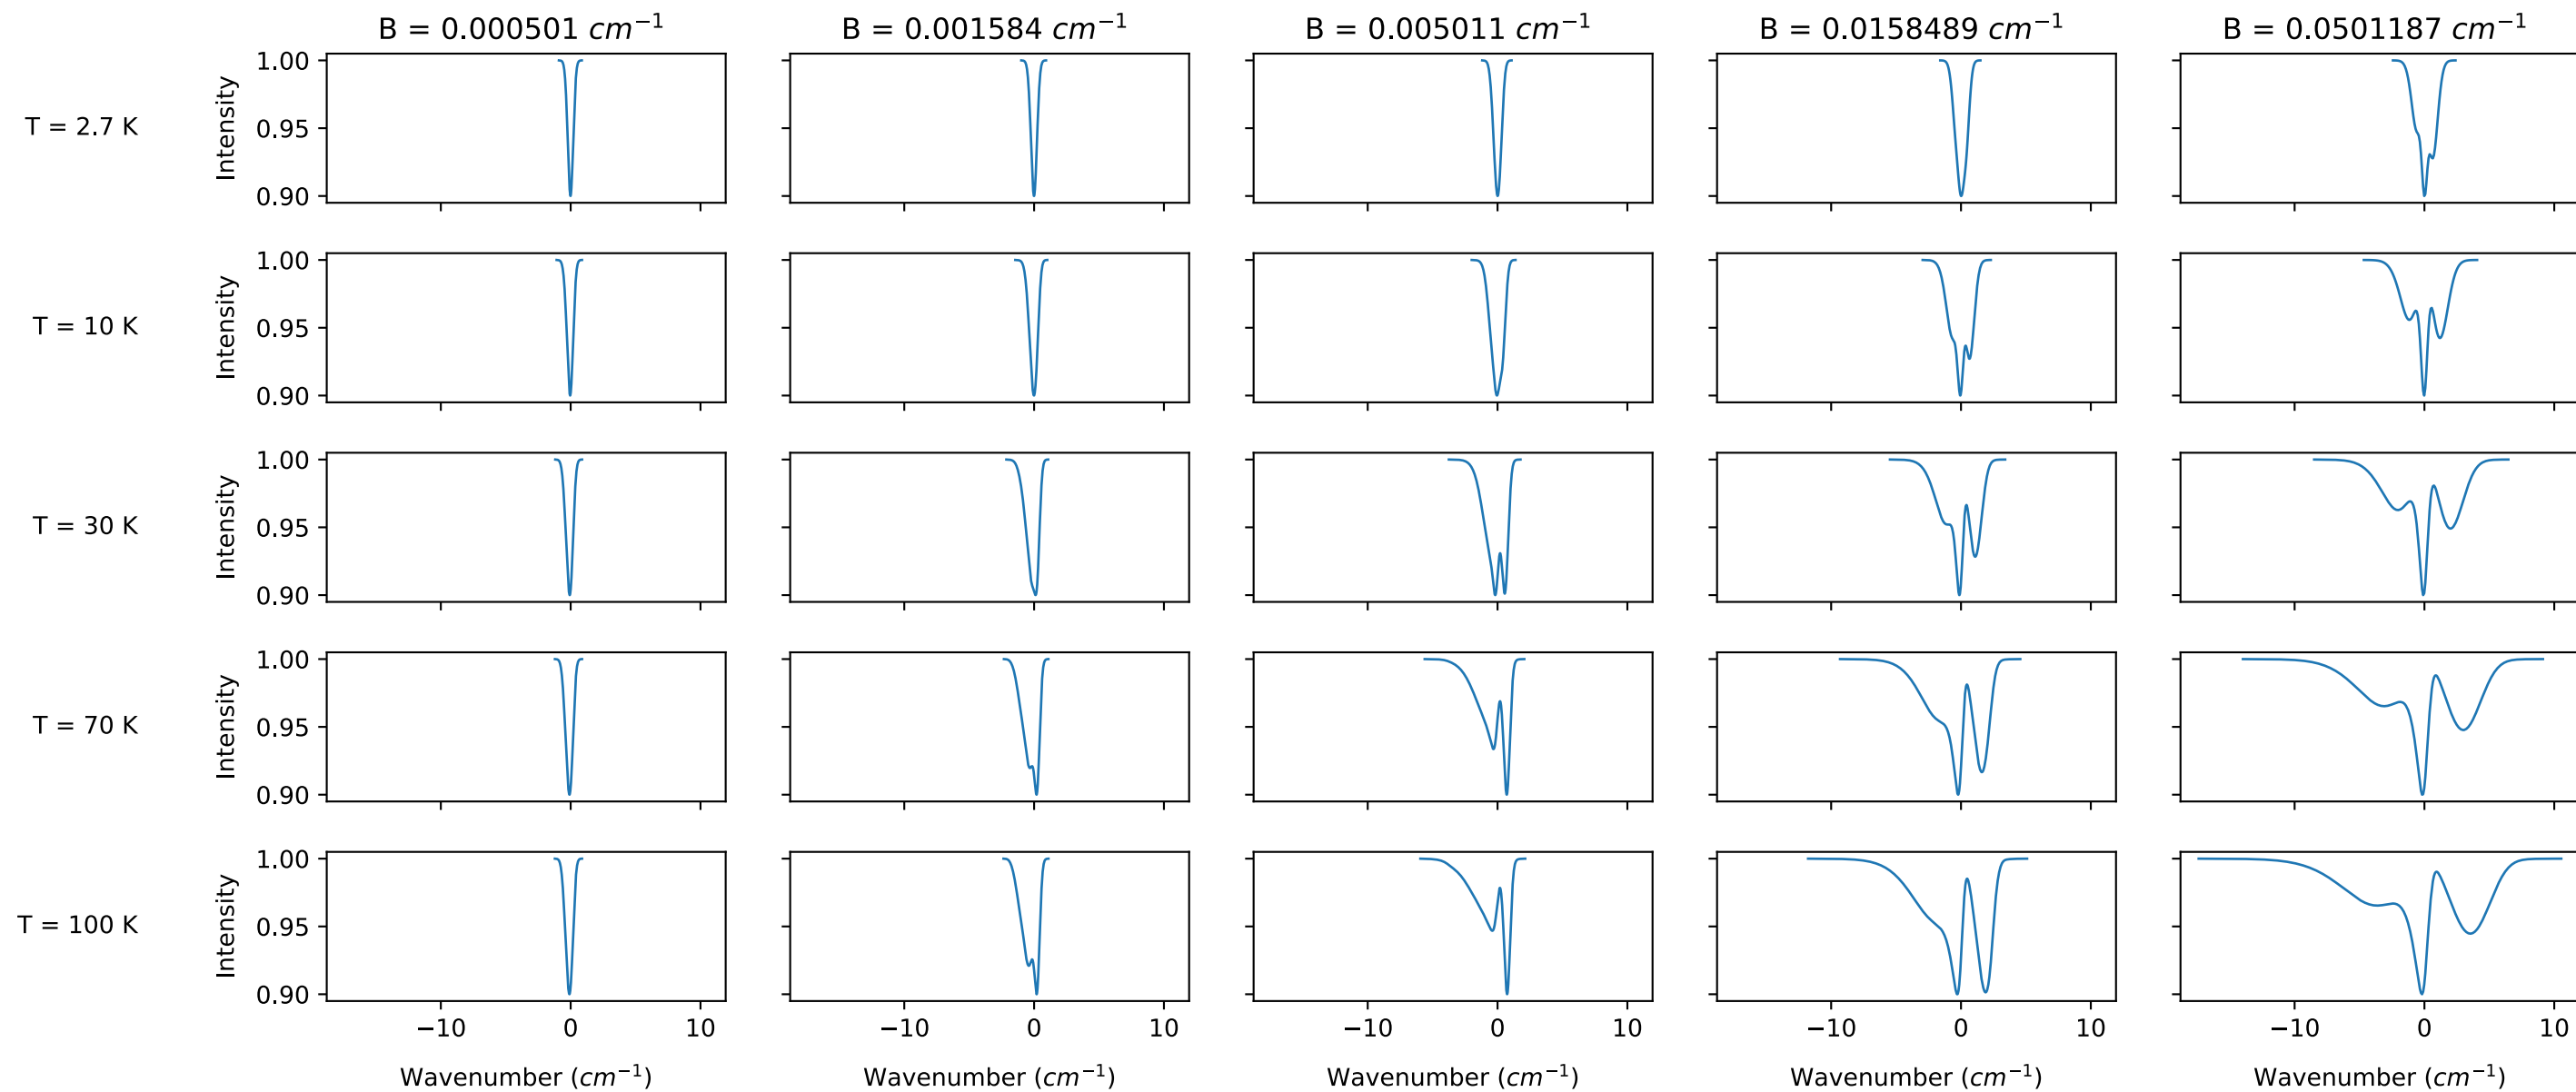 B = 0.000501 cm⁻¹ B = 0.001584 cm⁻¹ B = 0.005011 cm⁻¹ B = 0.0158489 cm⁻¹ B = 0.0501187 cm⁻¹
T = 2.7 K
Intensity
1.00
0.95
0.90
T = 10 K
Intensity
1.00
0.95
0.90
T = 30 K
Intensity
1.00
0.95
0.90
T = 70 K
Intensity
1.00
0.95
0.90
T = 100 K
Intensity
1.00
0.95
0.90
−10 0 10 −10 0 10 −10 0 10 −10 0 10 −10 0 10
Wavenumber (cm⁻¹) Wavenumber (cm⁻¹) Wavenumber (cm⁻¹) Wavenumber (cm⁻¹) Wavenumber (cm⁻¹)